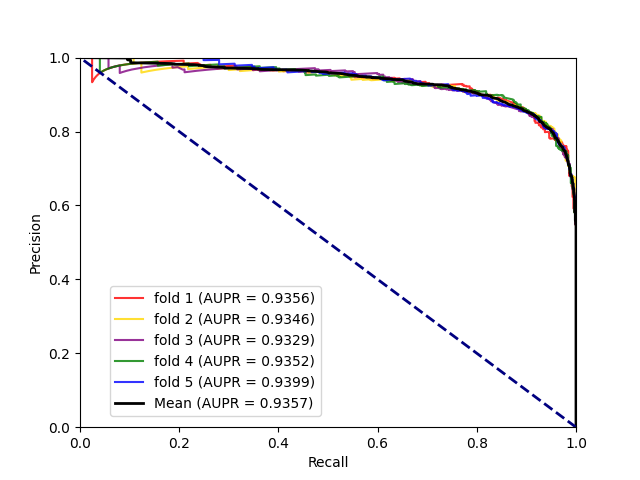 1.0
0.8
0.6
0.4
0.2
0.0
Precision
fold 1 (AUPR = 0.9356)
fold 2 (AUPR = 0.9346)
fold 3 (AUPR = 0.9329)
fold 4 (AUPR = 0.9352)
fold 5 (AUPR = 0.9399)
Mean (AUPR = 0.9357)
0.0 0.2 0.4 0.6 0.8 1.0
Recall